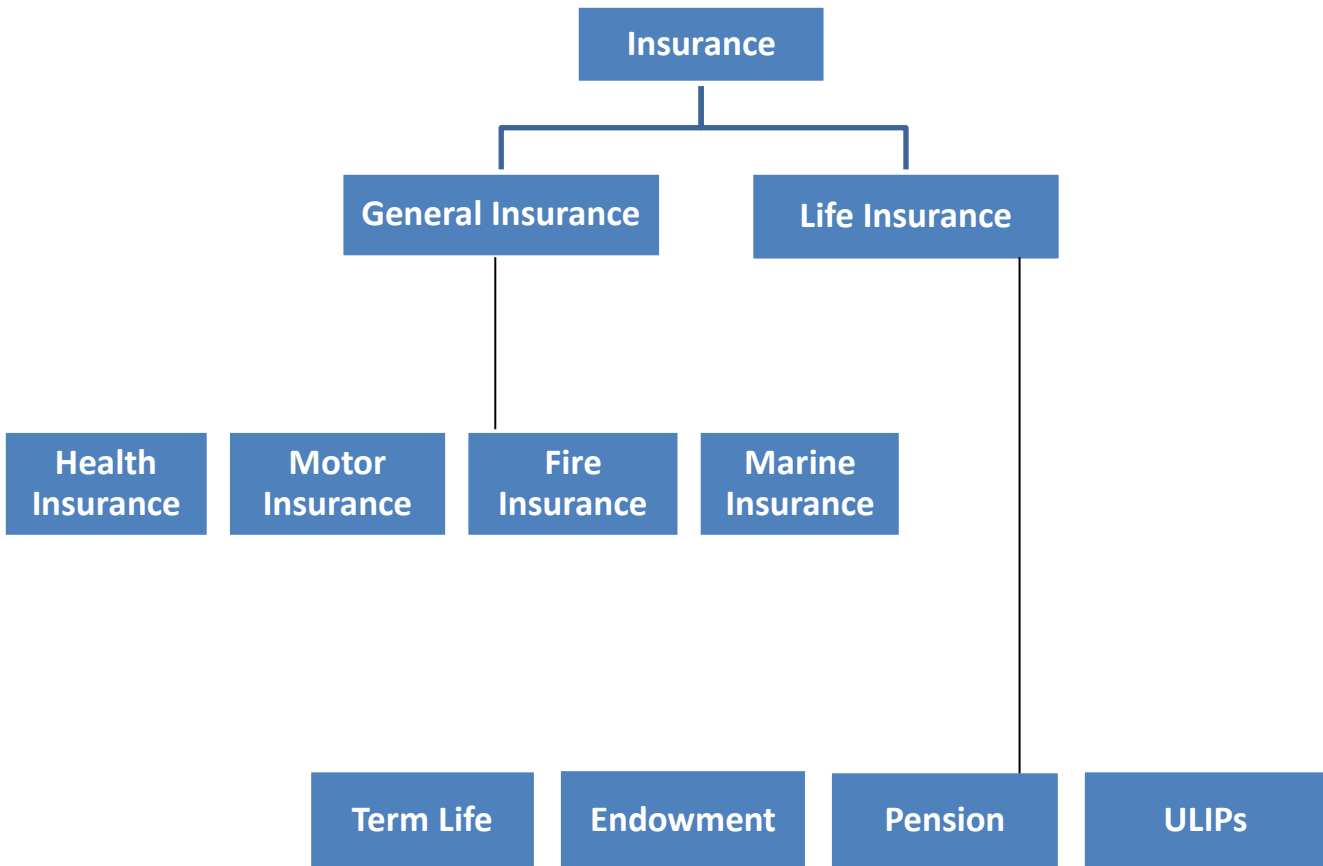 Insurance
General Insurance
Life Insurance
Health
Insurance
Motor
Insurance
Fire
Insurance
Marine
Insurance
Term Life
Endowment
Pension
ULIPs